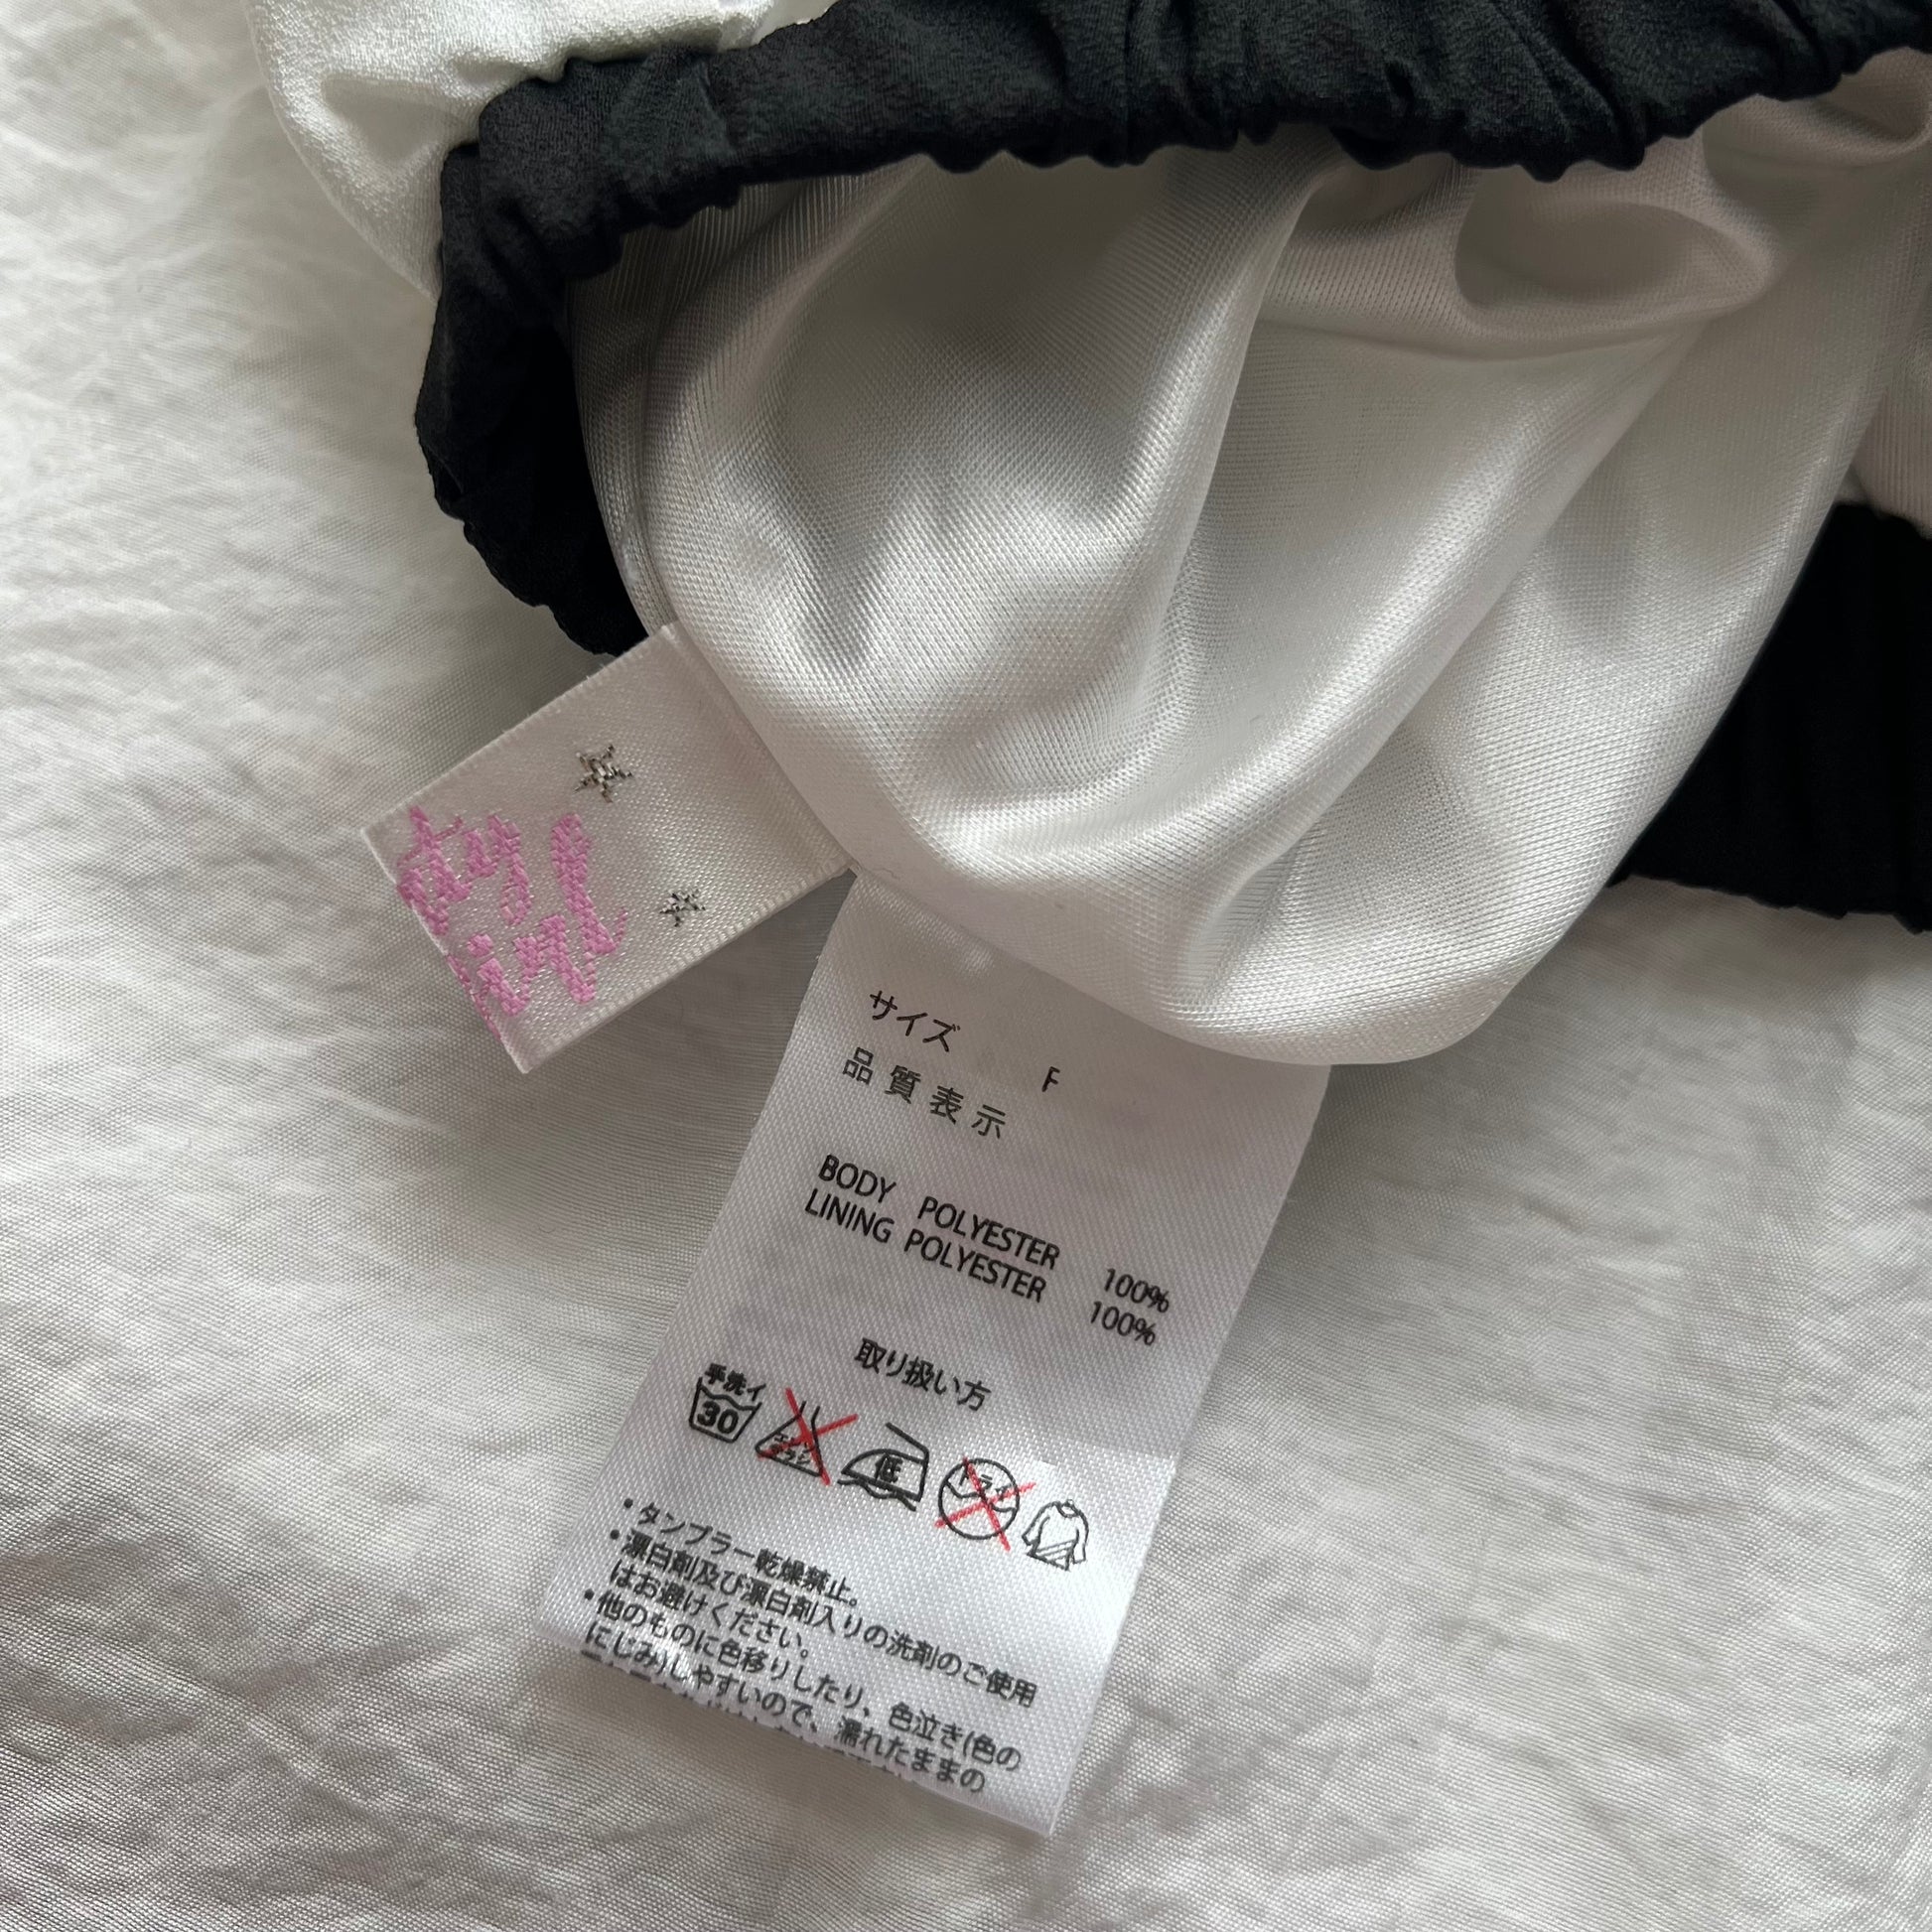 サイズ F
品質表示
BODY POLYESTER 100%
LINING POLYESTER 100%
取り扱い方
手洗イ
30
低
ドライ
・タンブラー乾燥禁止。
・漂白剤及び漂白剤入りの洗剤のご使用
はお避けください。
・他のものに色移りしたり、色泣き(色の
にじみ)しやすいので、濡れたままの